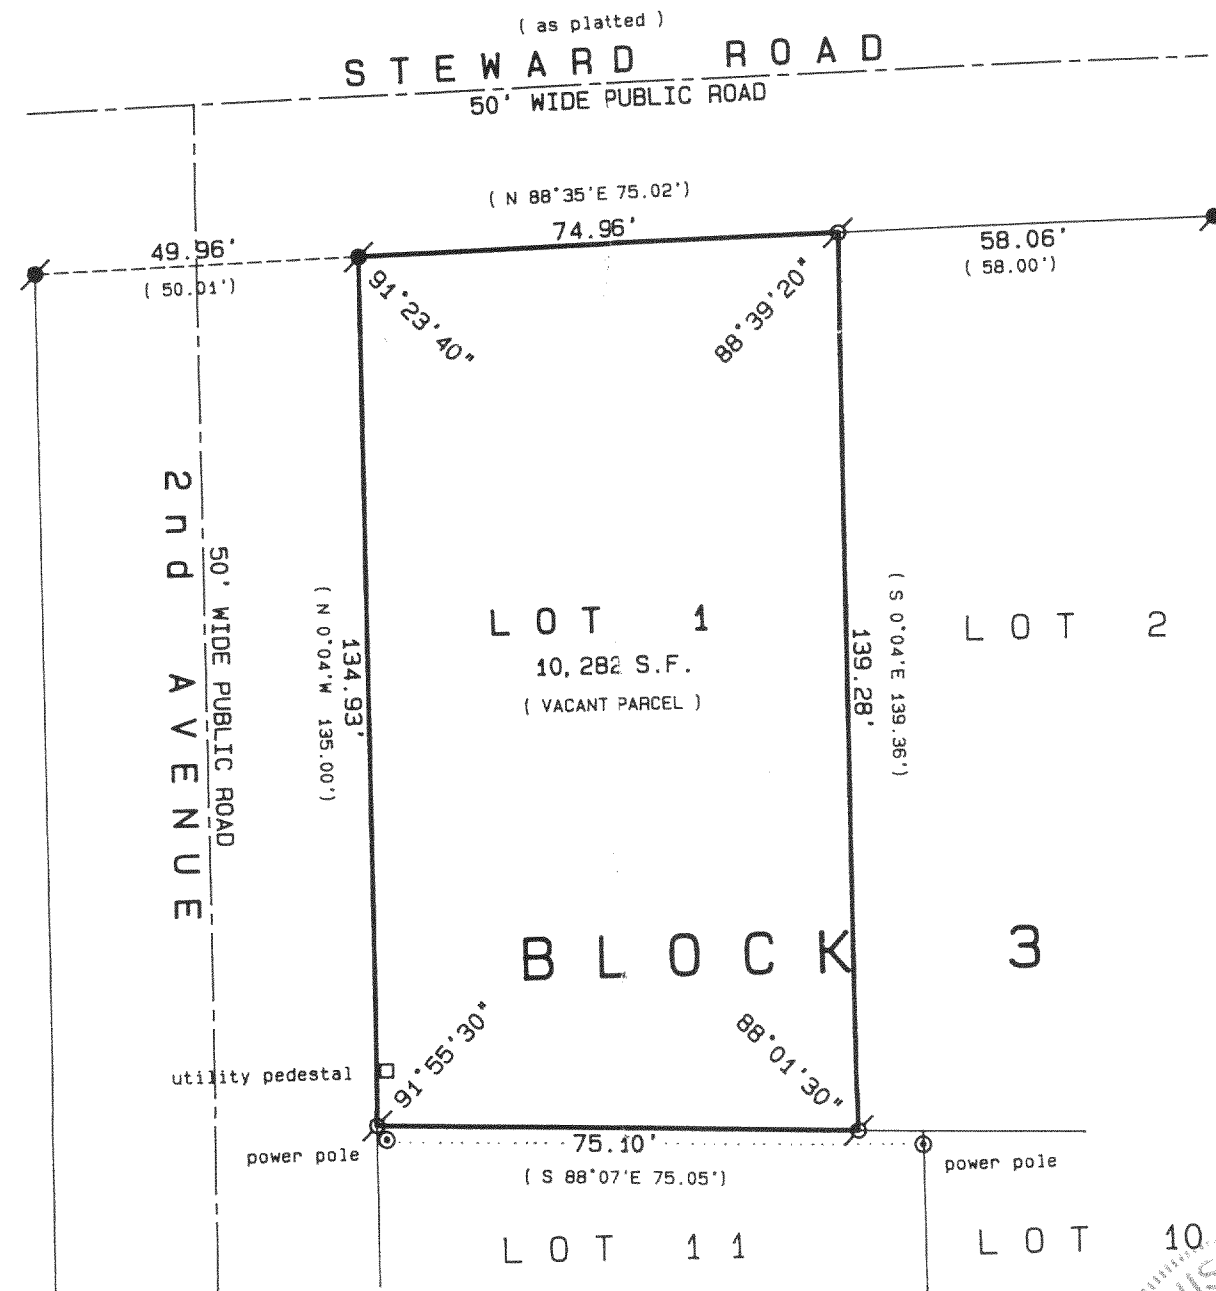 ( as platted )
STEWARD ROAD
50' WIDE PUBLIC ROAD
( N 88°35'E 75.02')
74.96'
49.96'
( 50.01')
58.06'
( 58.00')
91°23'40"
88°39'20"
2nd AVENUE
50' WIDE PUBLIC ROAD
( N 0°04'W 135.00')
134.93'
LOT 1
10,282 S.F.
( VACANT PARCEL )
139.28'
( S 0°04'E 139.36')
LOT 2
BLOCK 3
91°55'30"
88°01'30"
utility pedestal
power pole
75.10'
( S 88°07'E 75.05')
power pole
LOT 11
LOT 10